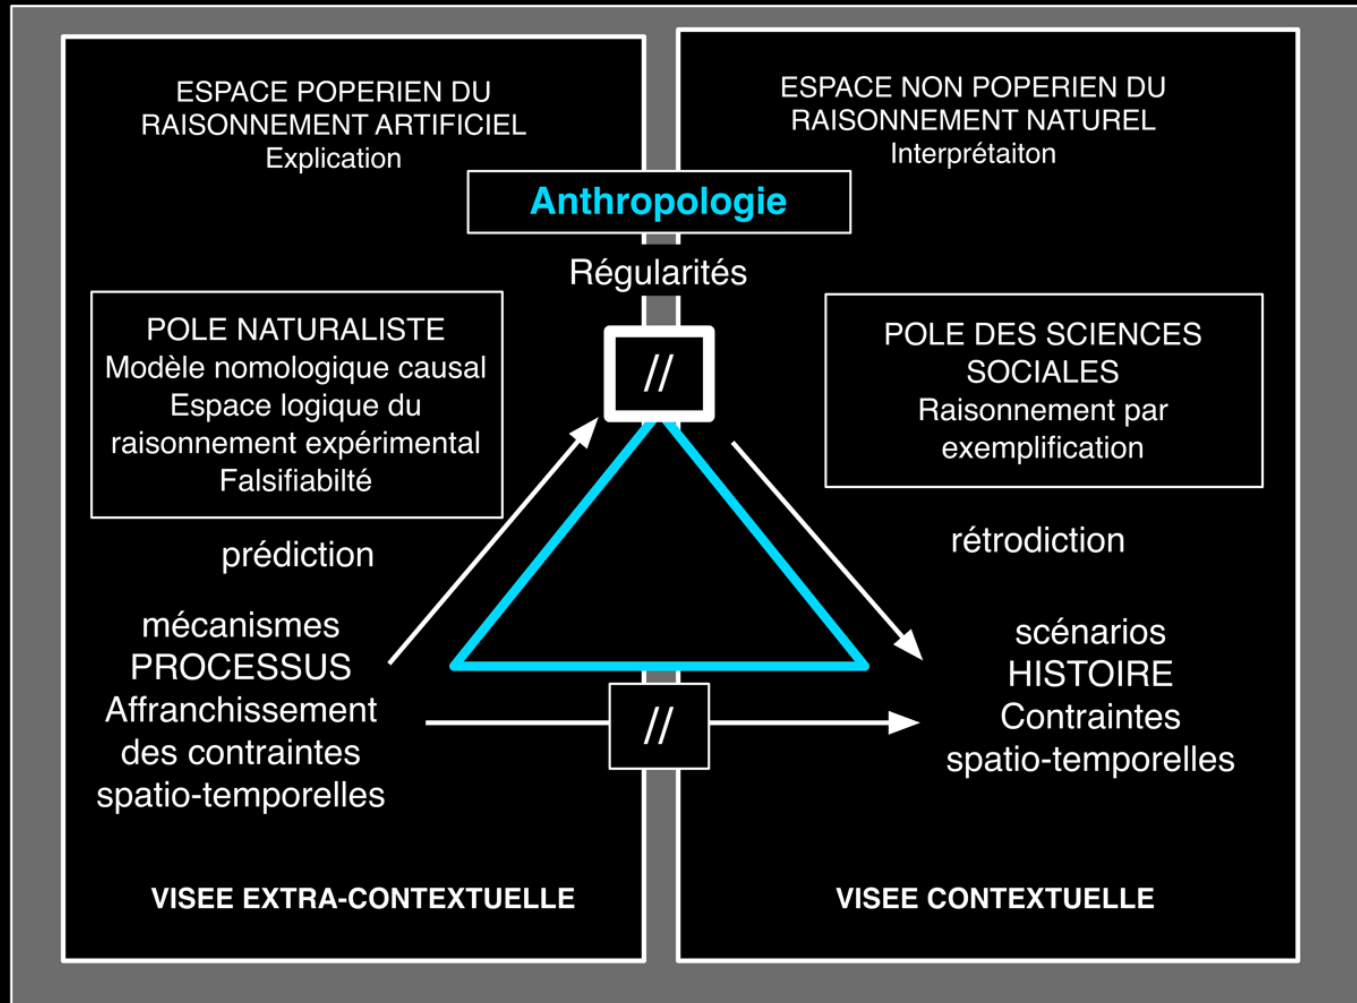 ESPACE POPERIEN DU
RAISONNEMENT ARTIFICIEL
Explication
ESPACE NON POPERIEN DU
RAISONNEMENT NATUREL
Interprétaiton
Anthropologie
Régularités
POLE NATURALISTE
Modèle nomologique causal
Espace logique du
raisonnement expérimental
Falsifiabilté
//
POLE DES SCIENCES
SOCIALES
Raisonnement par
exemplification
prédiction
rétrodiction
mécanismes
PROCESSUS
Affranchissement
des contraintes
spatio-temporelles
//
scénarios
HISTOIRE
Contraintes
spatio-temporelles
VISEE EXTRA-CONTEXTUELLE
VISEE CONTEXTUELLE